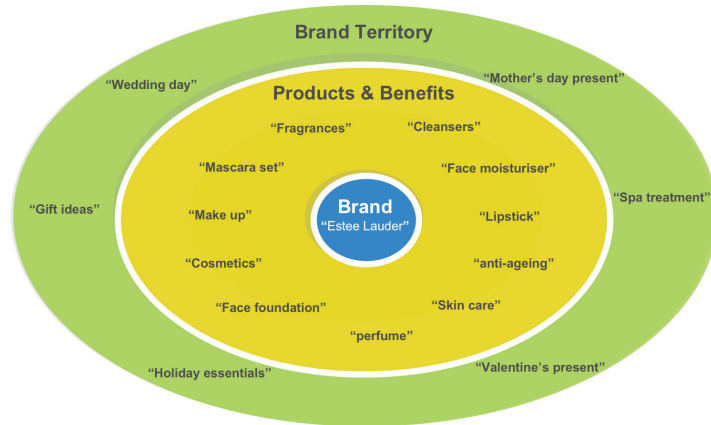 Brand Territory
“Wedding day”
“Mother’s day present”
Products & Benefits
“Fragrances”
“Cleansers”
“Mascara set”
“Face moisturiser”
“Gift ideas”
“Make up”
Brand
“Estee Lauder”
“Lipstick”
“Spa treatment”
“Cosmetics”
“anti-ageing”
“Face foundation”
“Skin care”
“perfume”
“Holiday essentials”
“Valentine’s present”